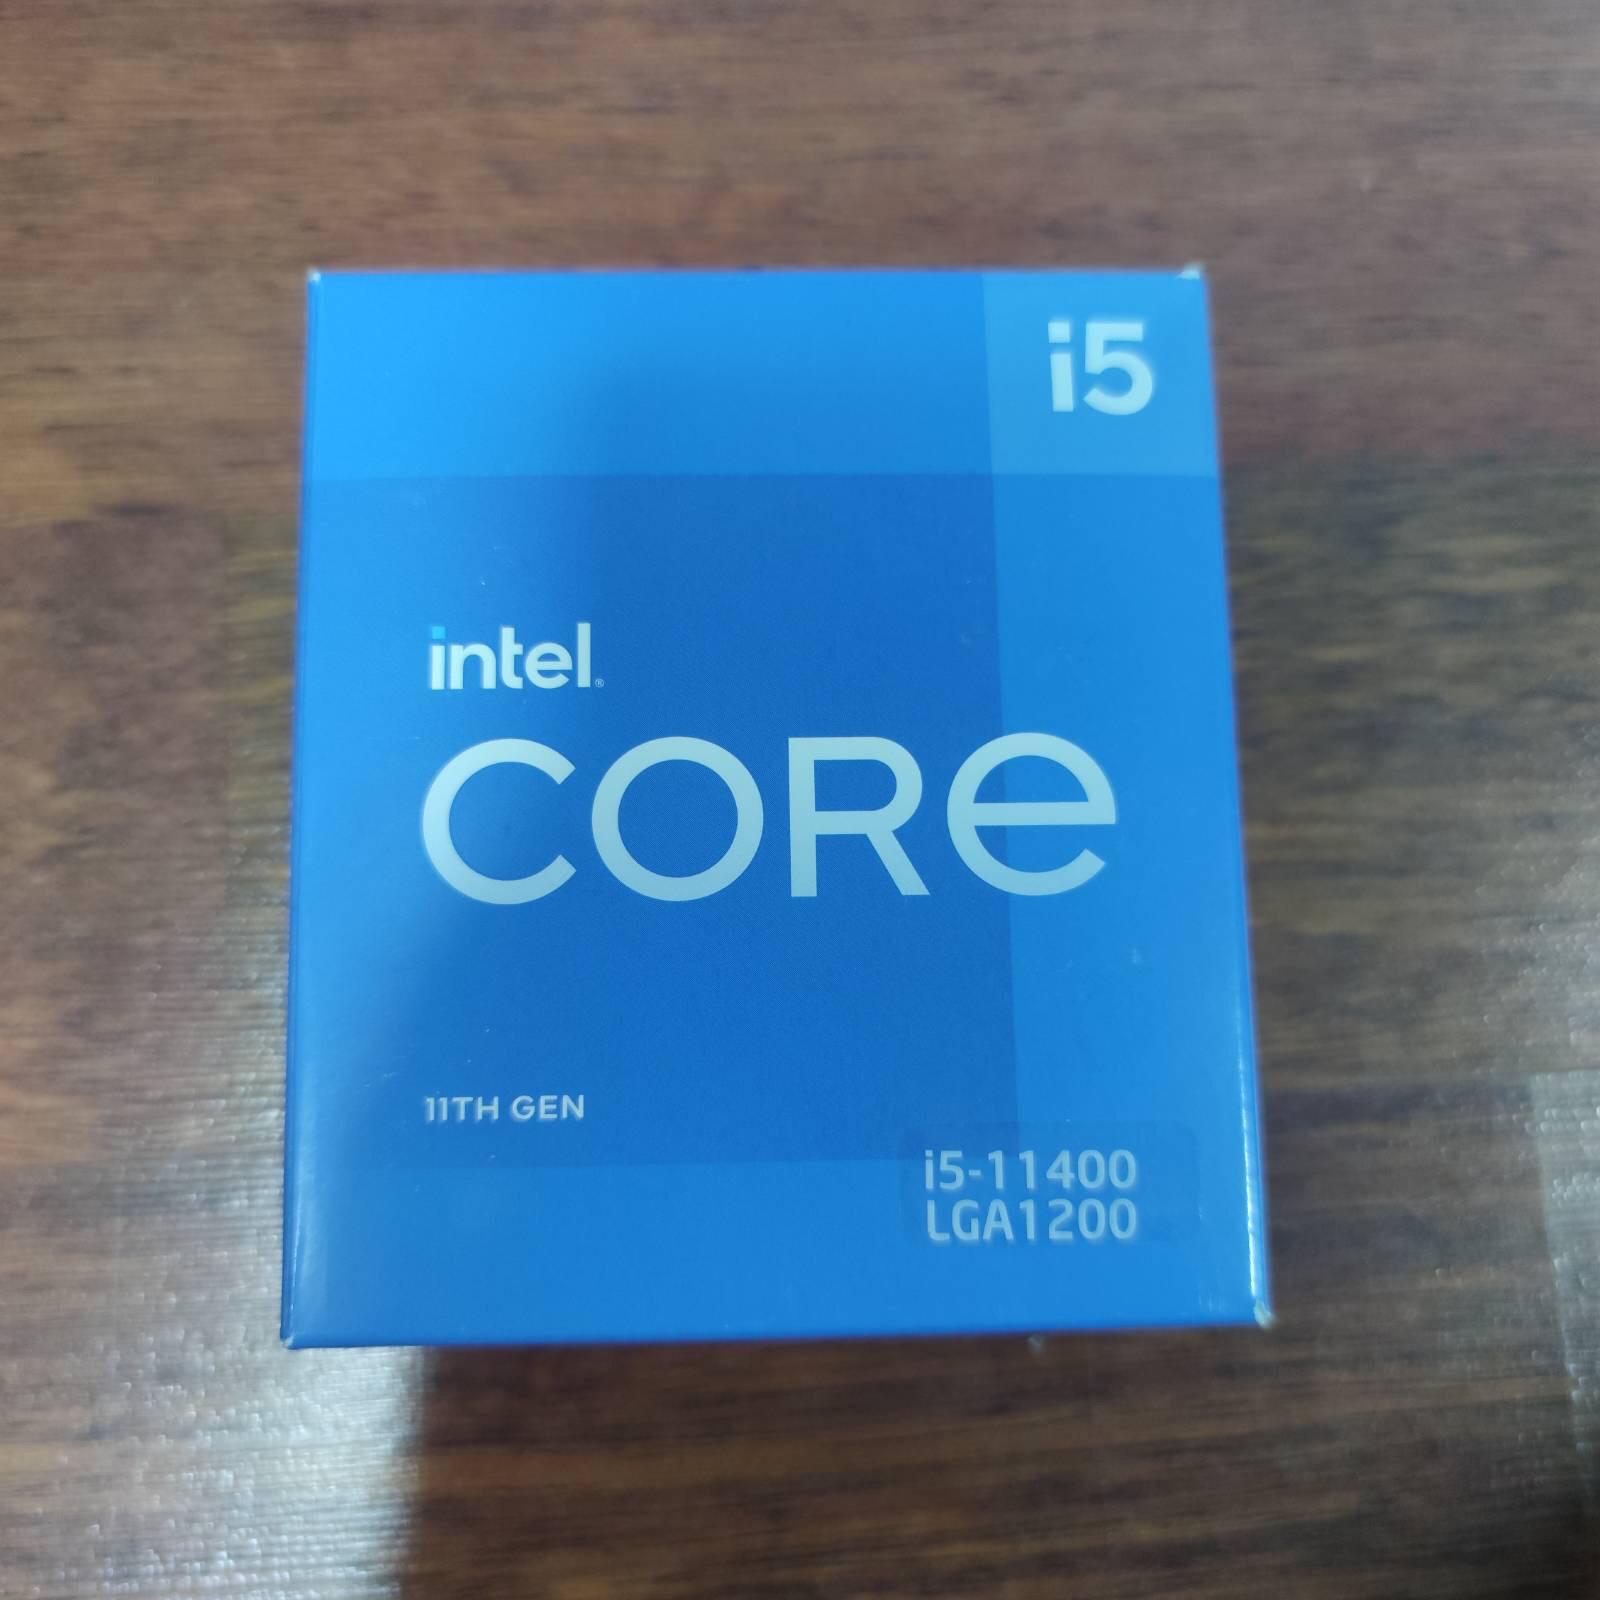 i5
intel®
CORE
11TH GEN
i5-11400
LGA1200